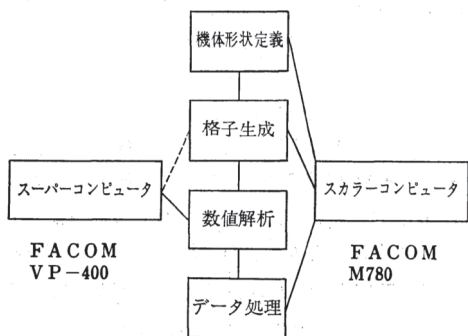 機体形状定義
格子生成
スーパーコンピュータ
スカラーコンピュータ
数値解析
FACOM
VP-400
FACOM
M780
データ処理